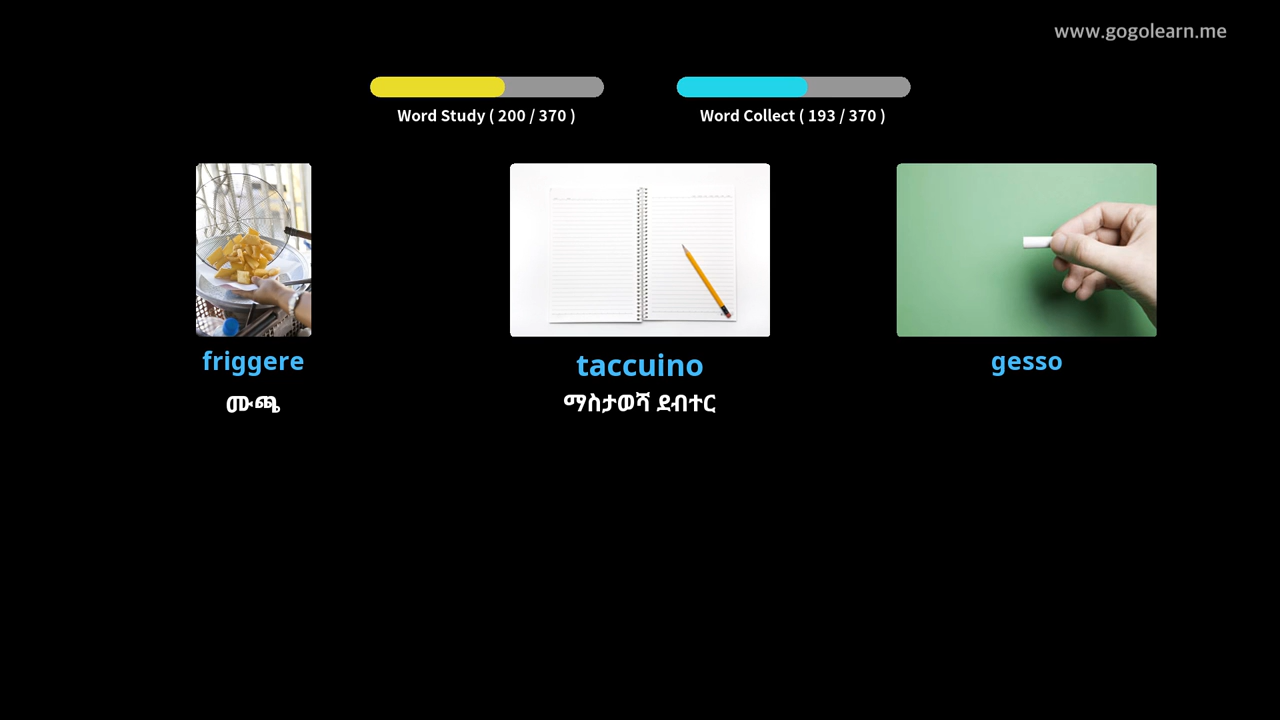 www.gogolearn.me
Word Study ( 200 / 370 )
Word Collect ( 193 / 370 )
friggere
taccuino
gesso
ሙጫ
ማስታወሻ ደብተር